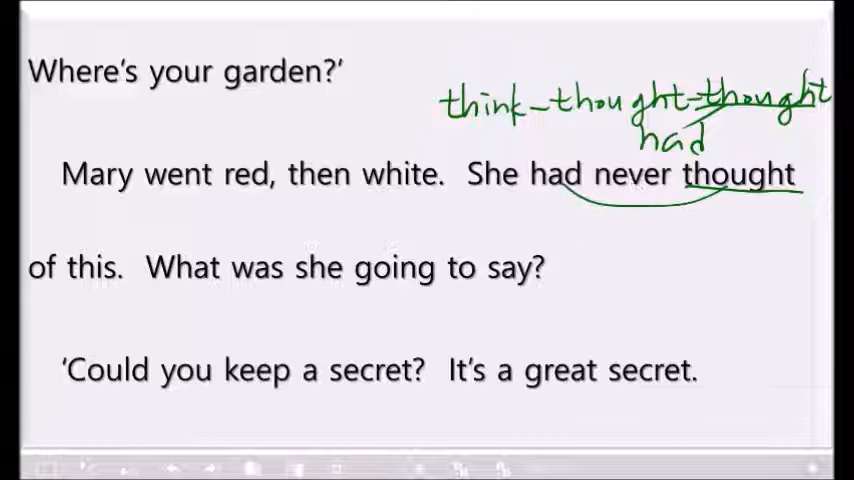 Where's your garden?'
think-thought-thought
had
Mary went red, then white. She had never thought
of this. What was she going to say?
'Could you keep a secret? It's a great secret.